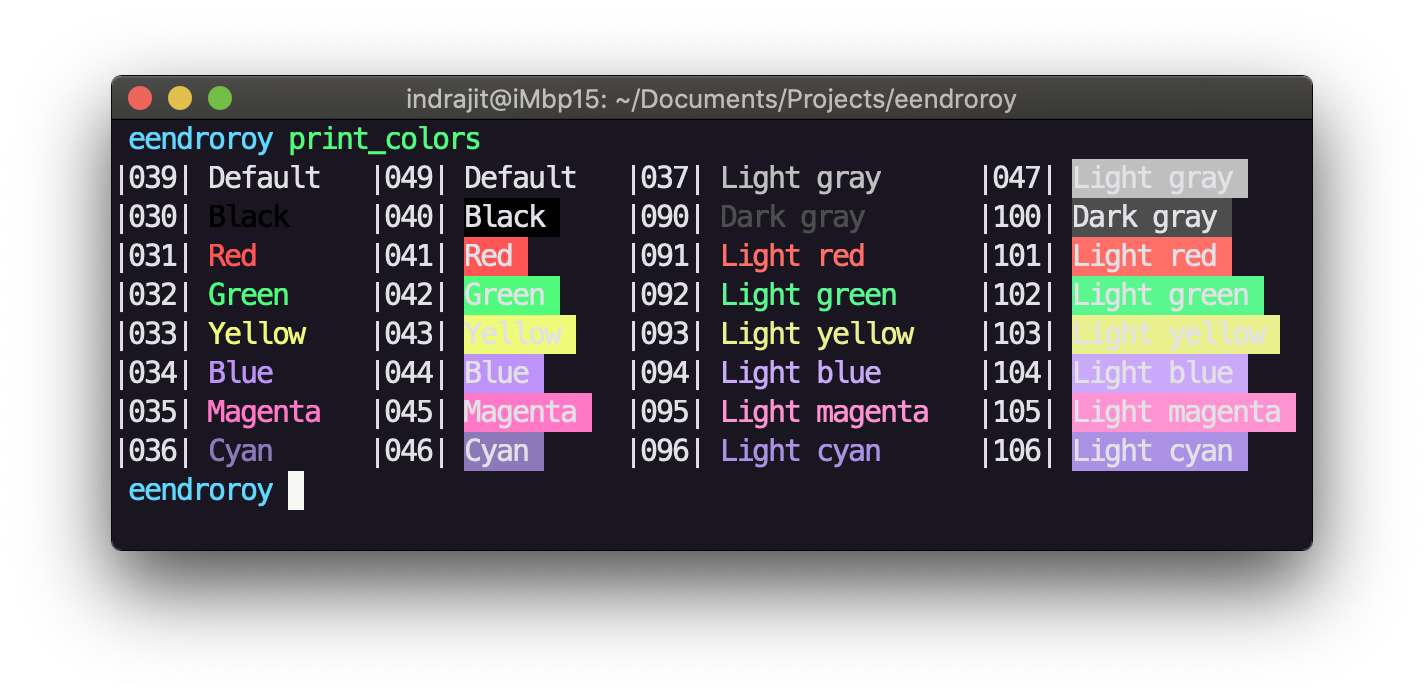 indrajit@iMbp15: ~/Documents/Projects/eendroroy
eendroroy print_colors
|039| Default |049| Default |037| Light gray |047| Light gray
|030| Black |040| Black |090| Dark gray |100| Dark gray
|031| Red |041| Red |091| Light red |101| Light red
|032| Green |042| Green |092| Light green |102| Light green
|033| Yellow |043| Yellow |093| Light yellow |103| Light yellow
|034| Blue |044| Blue |094| Light blue |104| Light blue
|035| Magenta |045| Magenta |095| Light magenta |105| Light magenta
|036| Cyan |046| Cyan |096| Light cyan |106| Light cyan
eendroroy